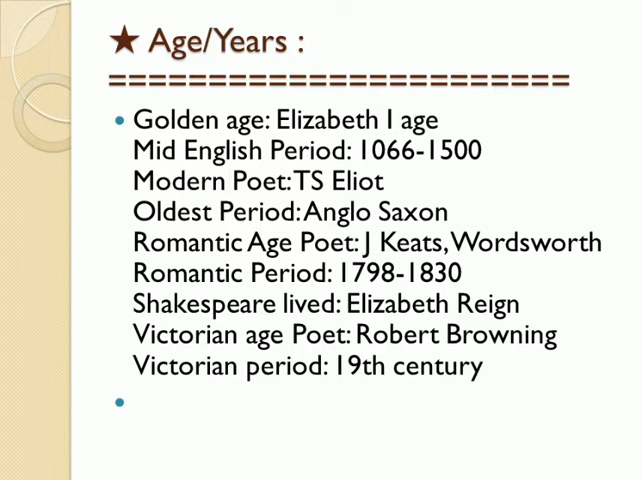 ★ Age/Years :
=======================
• Golden age: Elizabeth I age
Mid English Period: 1066-1500
Modern Poet: TS Eliot
Oldest Period: Anglo Saxon
Romantic Age Poet: J Keats, Wordsworth
Romantic Period: 1798-1830
Shakespeare lived: Elizabeth Reign
Victorian age Poet: Robert Browning
Victorian period: 19th century
•